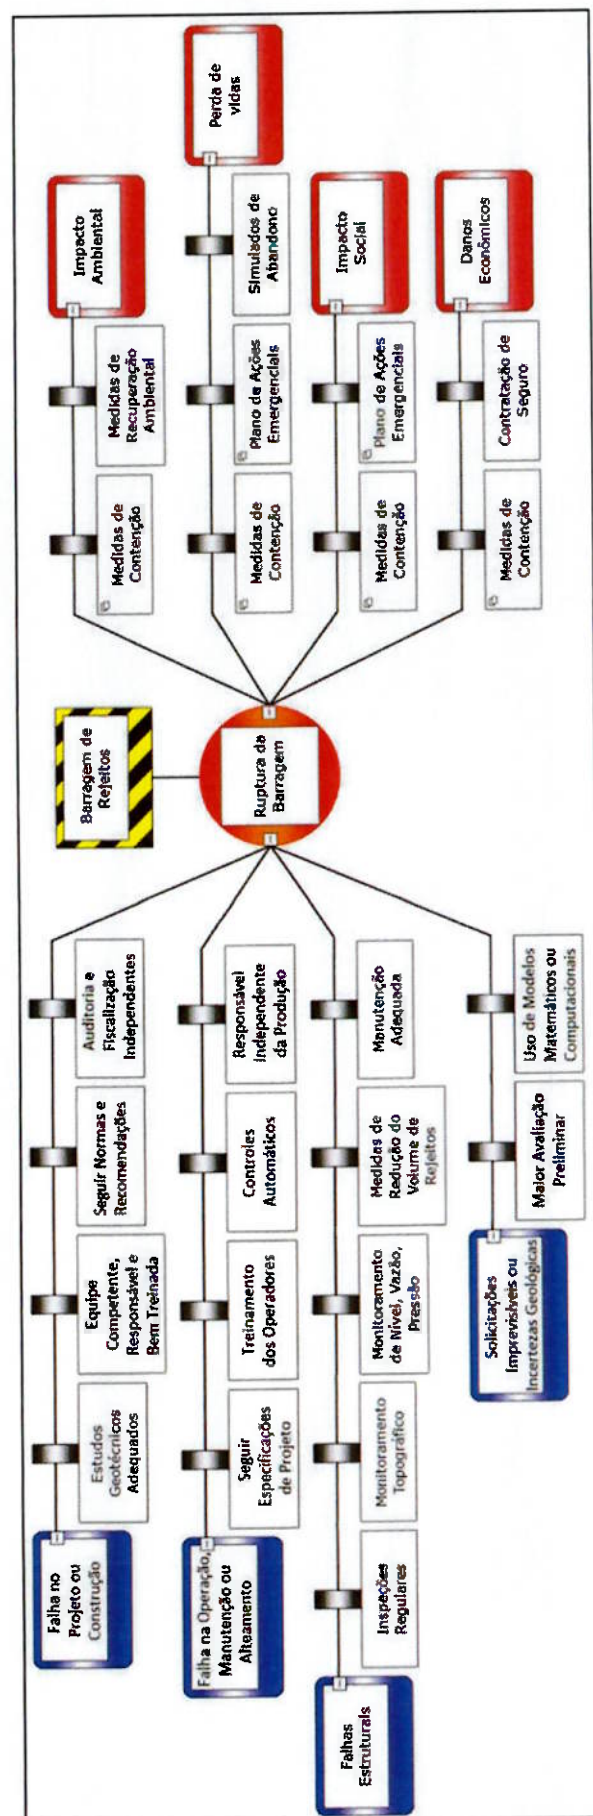 Barragem de
Rejeitos
Ruptura da
Barragem
Falha no
Projeto ou
Construção
Estudos
Geotécnicos
Adequados
Equipe
Competente,
Responsável e
Bem Treinada
Seguir Normas e
Recomendações
Auditoria e
Fiscalização
Independentes
Falha na Operação,
Manutenção ou
Alteamento
Seguir
Especificações
de Projeto
Treinamento
dos Operadores
Controles
Automáticos
Responsável
Independente
da Produção
Falhas
Estruturais
Inspeções
Regulares
Monitoramento
Topográfico
Monitoramento
de Nível, Vazão,
Pressão
Medidas de
Redução do
Volume de
Rejeitos
Manutenção
Adequada
Solicitações
Imprevisíveis ou
Incertezas Geológicas
Maior Avaliação
Preliminar
Uso de Modelos
Matemáticos ou
Computacionais
Medidas de
Contenção
Medidas de
Recuperação
Ambiental
Impacto
Ambiental
Medidas de
Contenção
Plano de Ações
Emergenciais
Simulados de
Abandono
Perda de
vidas
Medidas de
Contenção
Plano de Ações
Emergenciais
Impacto
Social
Medidas de
Contenção
Contratação de
Seguro
Danos
Econômicos